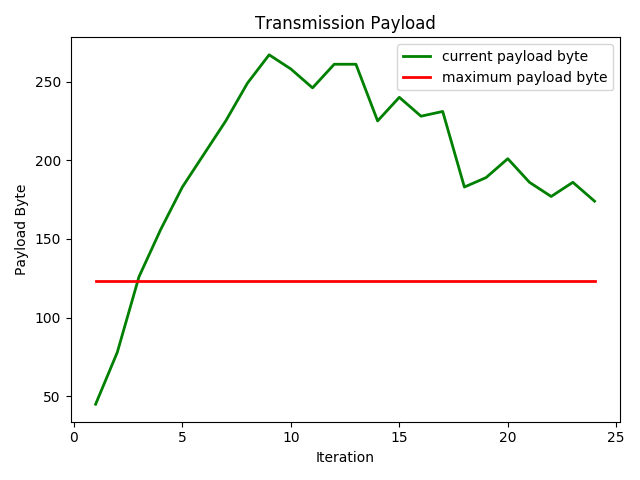 Transmission Payload
current payload byte
maximum payload byte
Payload Byte
250
200
150
100
50
0
5
10
15
20
25
Iteration